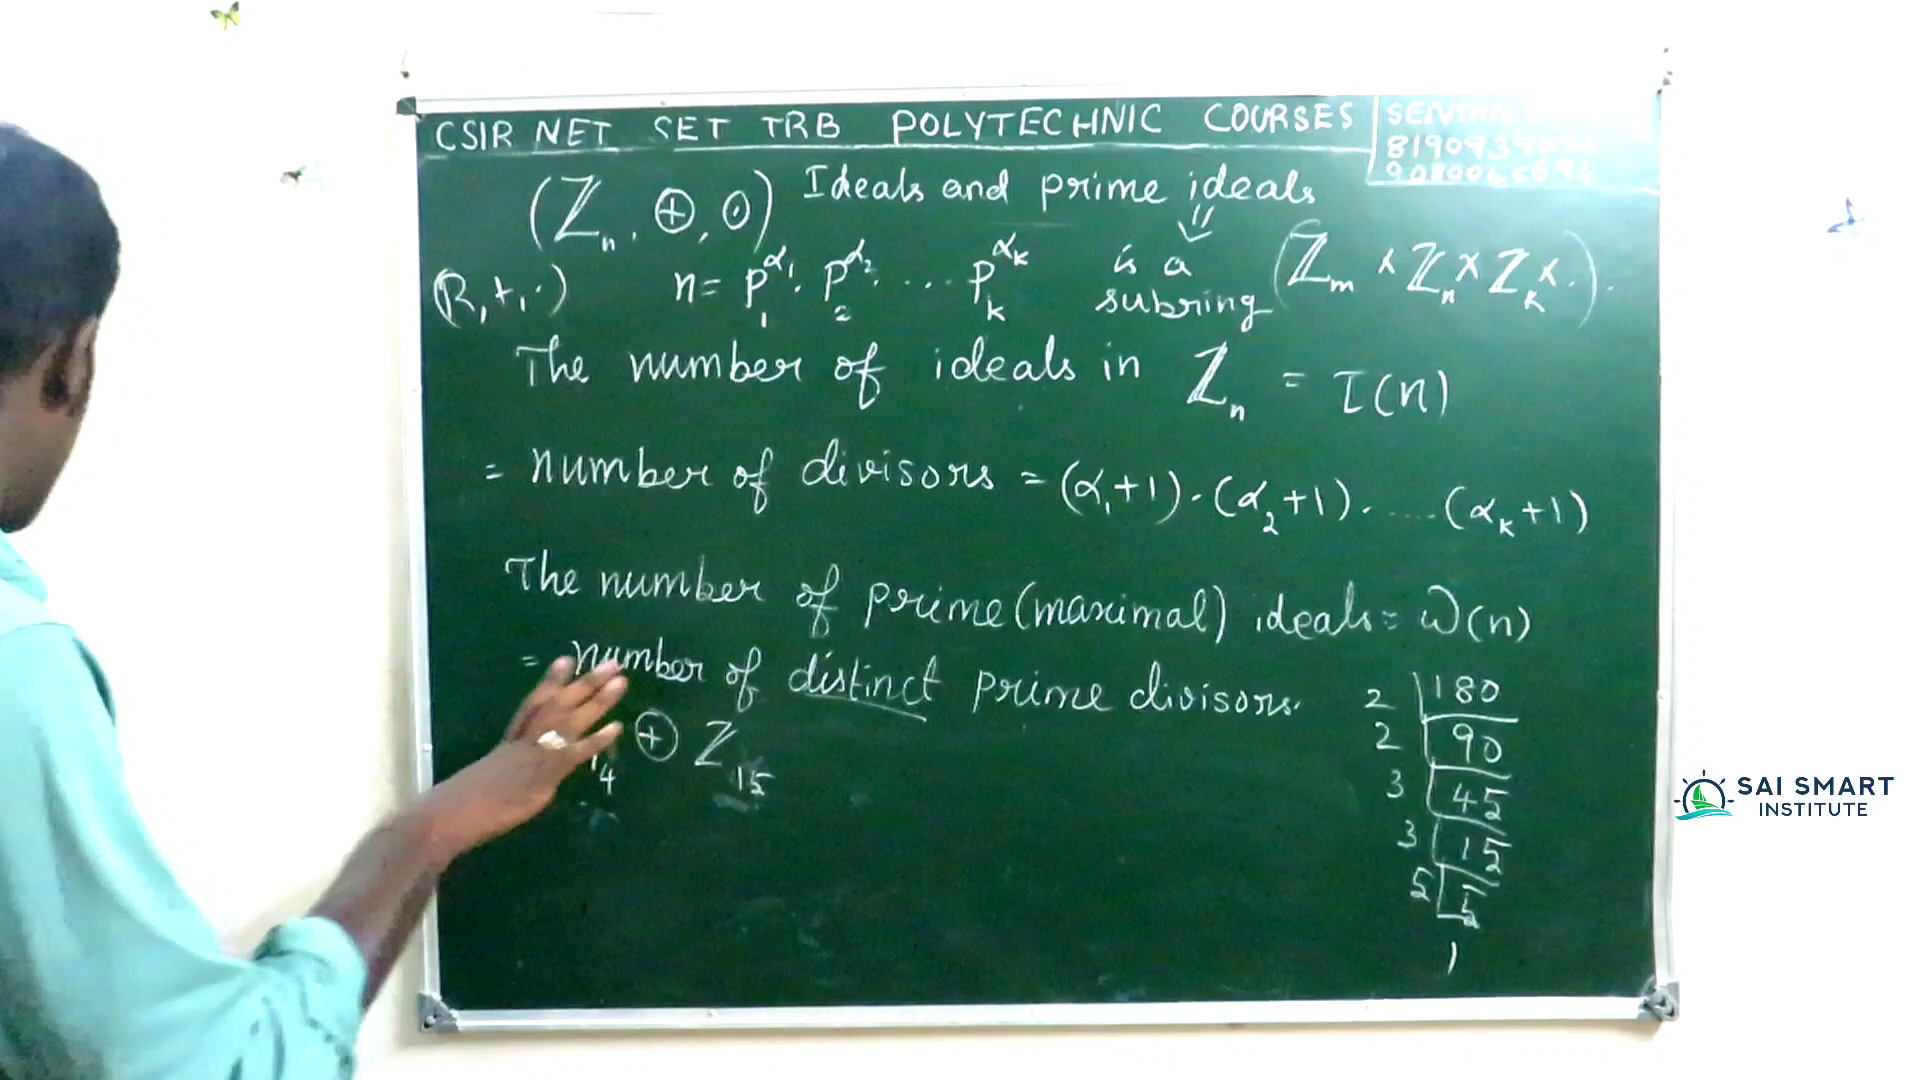 CSIR NET SET TRB POLYTECHNIC COURSES
81909
(ℤₙ, ⊕, ⊙) Ideals and prime ideals
⇓
(R, +, ·) n = p₁^α₁ · p₂^α₂ · ... pₖ^αₖ is a subring (ℤₘ × ℤₙ × ℤₖ × . ) .
The number of ideals in ℤₙ = τ(n)
= number of divisors = (α₁+1) · (α₂+1) · ..... (αₖ+1)
The number of prime (maximal) ideals = ω(n)
= number of distinct prime divisors.
4 ⊕ Z₁₅
2 | 180
2 | 90
3 | 45
3 | 15
5 | 5
1
SAI SMART
INSTITUTE